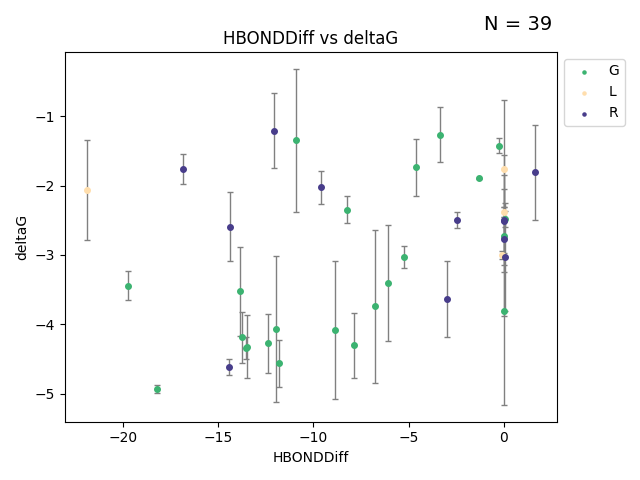 N = 39
HBONDDiff vs deltaG
G
L
R
deltaG
−1
−2
−3
−4
−5
−20
−15
−10
−5
0
HBONDDiff